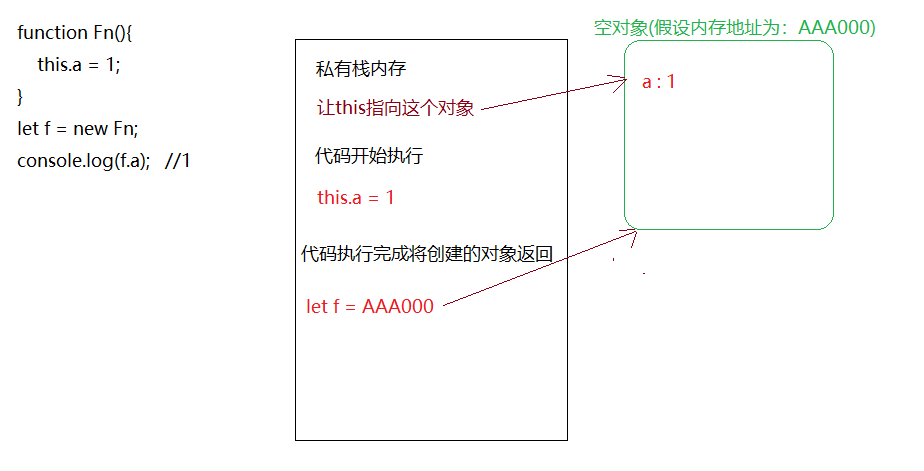 function Fn(){
this.a = 1;
}
let f = new Fn;
console.log(f.a); //1
私有栈内存
让this指向这个对象
代码开始执行
this.a = 1
代码执行完成将创建的对象返回
let f = AAA000
空对象(假设内存地址为：AAA000)
a : 1